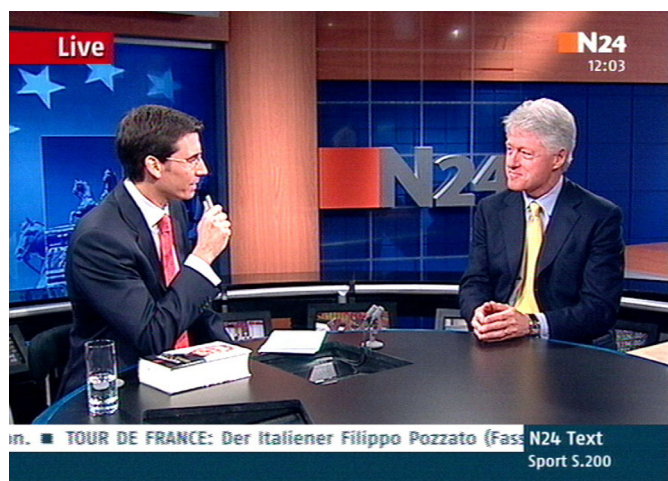 Live
N24
12:03
N24
n. ■ TOUR DE FRANCE: Der Italiener Filippo Pozzato (Fass
N24 Text
Sport S.200